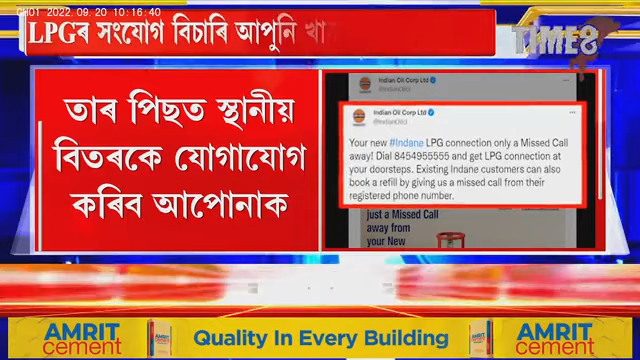 CH01 2022. 09. 20 10:16:40
LPGৰ সংযোগ বিচাৰি আপুনি
TIME8
তাৰ পিছত স্থানীয়
বিতৰকে যোগাযোগ
কৰিব আপোনাক
Indian Oil Corp Ltd
@IndianOilcl
Indian Oil Corp Ltd
@IndianOilcl
Your new #Indane LPG connection only a Missed Call
away! Dial 8454955555 and get LPG connection at
your doorsteps. Existing Indane customers can also
book a refill by giving us a missed call from their
registered phone number.
just a Missed Call
away from
your New
AMRIT
cement
Quality In Every Building
AMRIT
cement